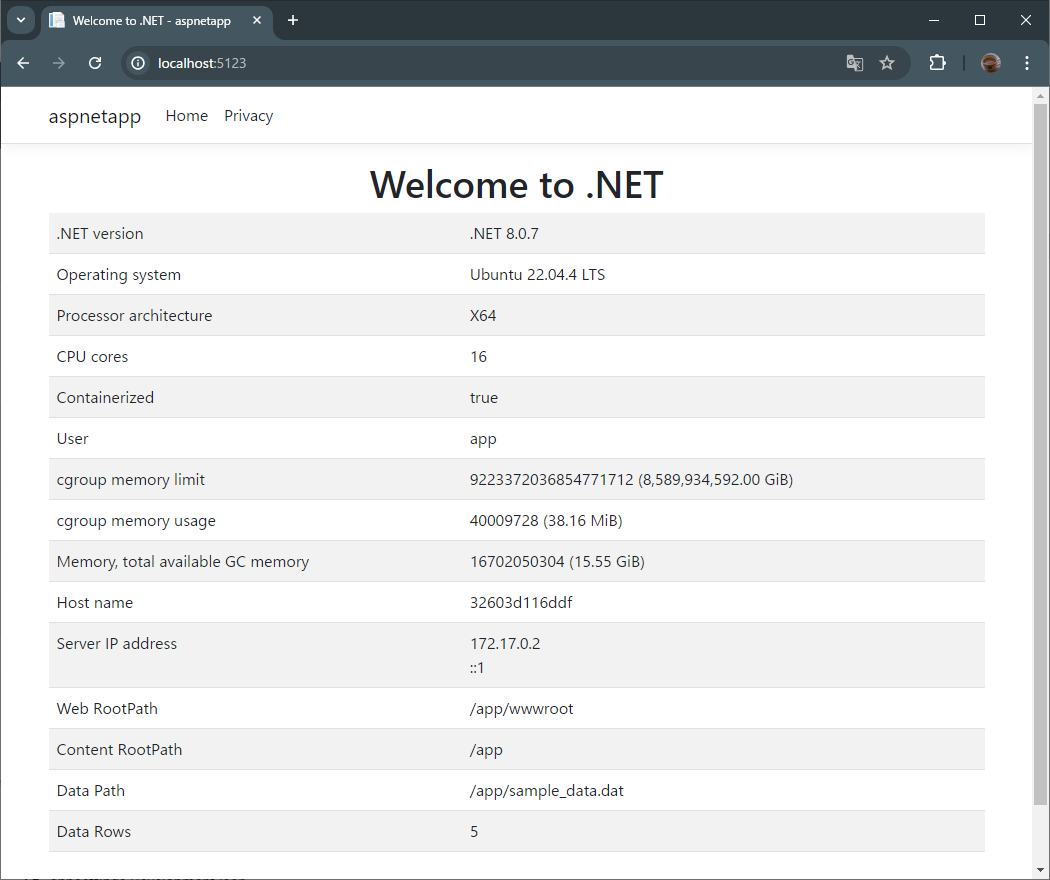 Welcome to .NET - aspnetapp
localhost:5123
aspnetapp Home Privacy
Welcome to .NET
.NET version .NET 8.0.7
Operating system Ubuntu 22.04.4 LTS
Processor architecture X64
CPU cores 16
Containerized true
User app
cgroup memory limit 9223372036854771712 (8,589,934,592.00 GiB)
cgroup memory usage 40009728 (38.16 MiB)
Memory, total available GC memory 16702050304 (15.55 GiB)
Host name 32603d116ddf
Server IP address 172.17.0.2
::1
Web RootPath /app/wwwroot
Content RootPath /app
Data Path /app/sample_data.dat
Data Rows 5